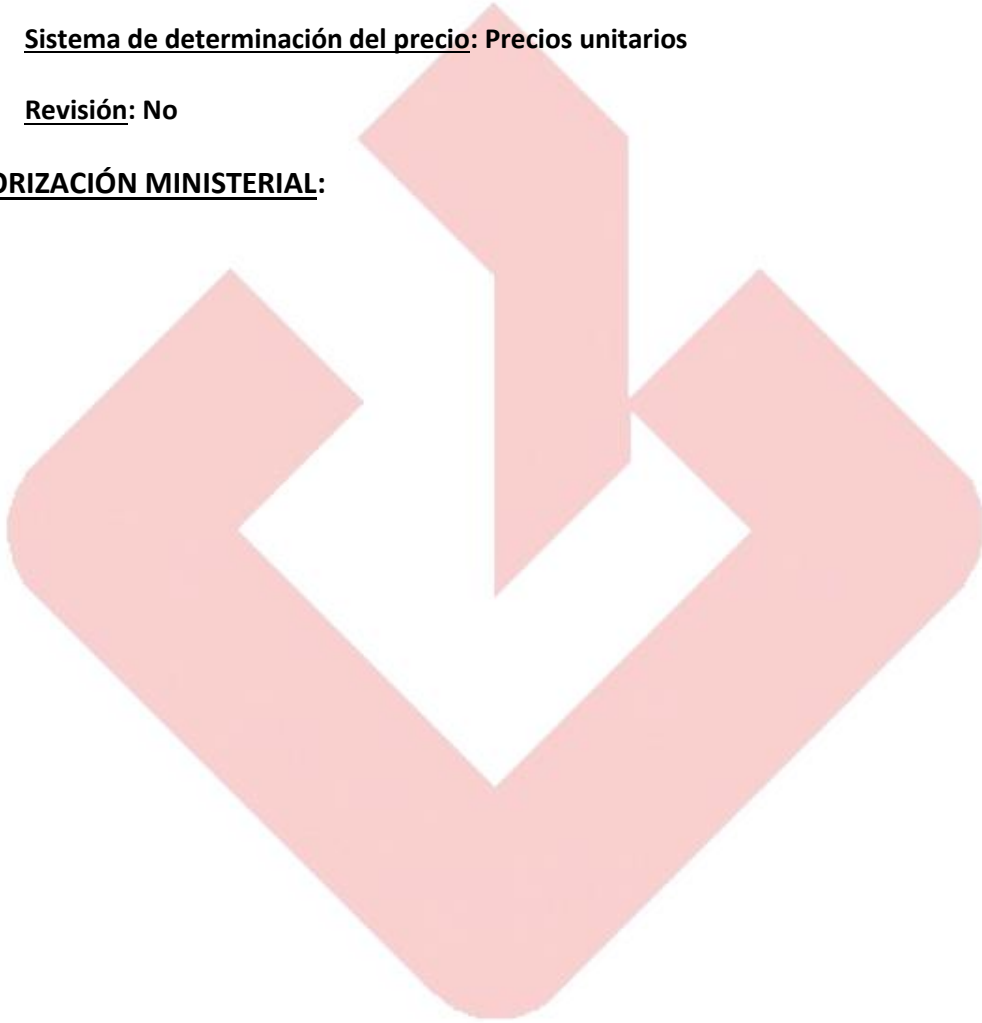 Sistema de determinación del precio: Precios unitarios
Revisión: No
ORIZACIÓN MINISTERIAL: